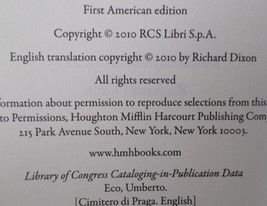 First American edition
Copyright © 2010 RCS Libri S.p.A.
English translation copyright © 2010 by Richard Dixon
All rights reserved
formation about permission to reproduce selections from this
to Permissions, Houghton Mifflin Harcourt Publishing Com
215 Park Avenue South, New York, New York 10003.
www.hmhbooks.com
Library of Congress Cataloging-in-Publication Data
Eco, Umberto.
[Cimitero di Praga. English]